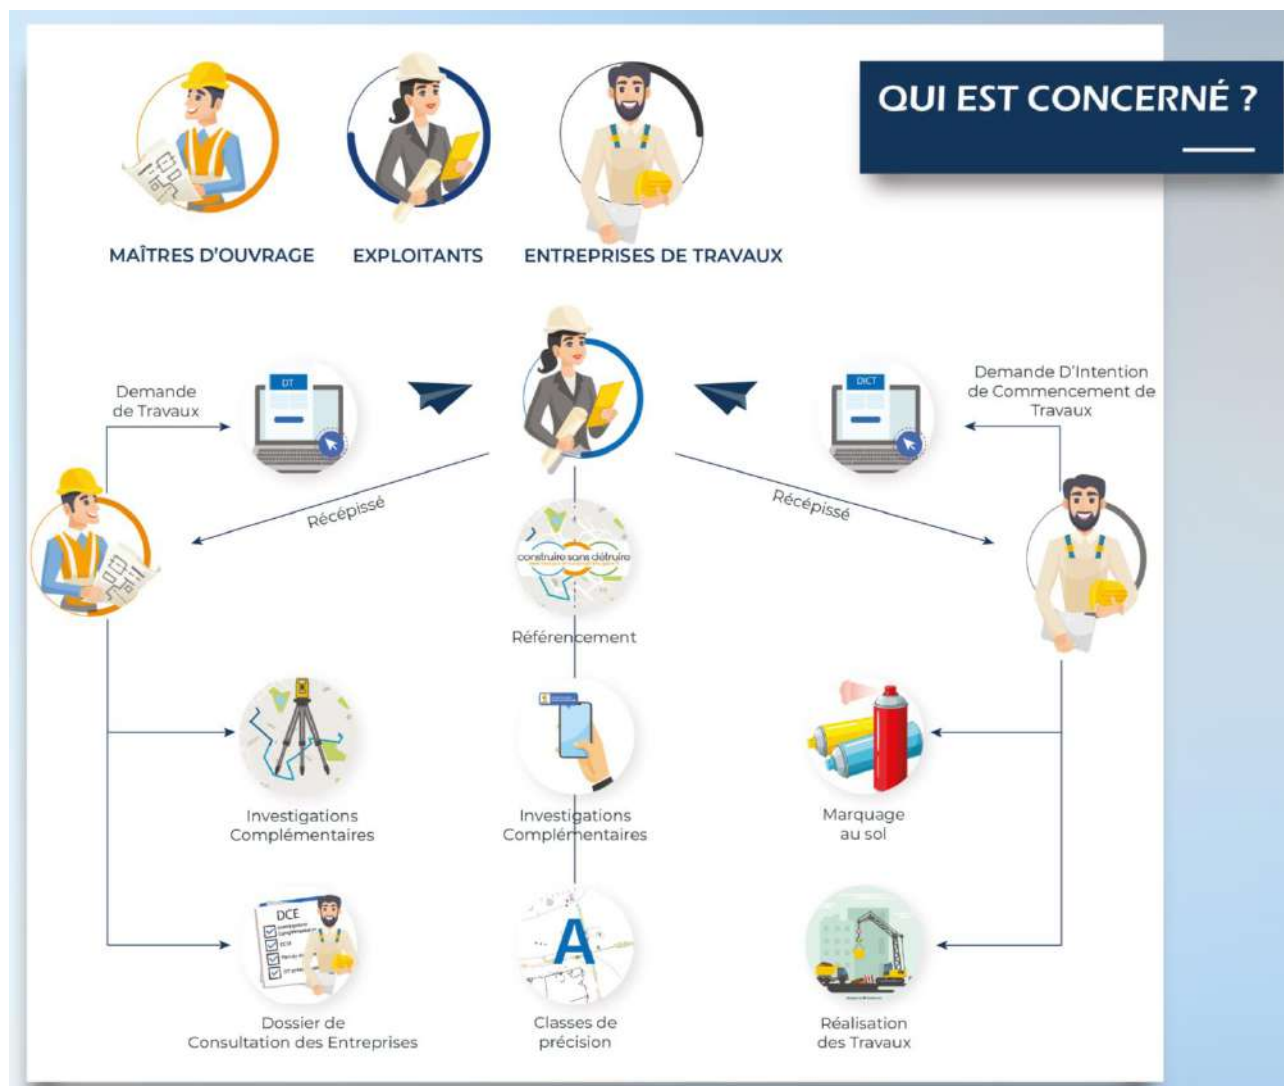 QUI EST CONCERNÉ ?
MAÎTRES D'OUVRAGE
EXPLOITANTS
ENTREPRISES DE TRAVAUX
Demande
de Travaux
DT
DICT
Demande D'Intention
de Commencement de
Travaux
Récépissé
Récépissé
construire sans détruire
Référencement
Investigations
Complémentaires
Investigations
Complémentaires
Marquage
au sol
DCE
A
Dossier de
Consultation des Entreprises
Classes de
précision
Réalisation
des Travaux